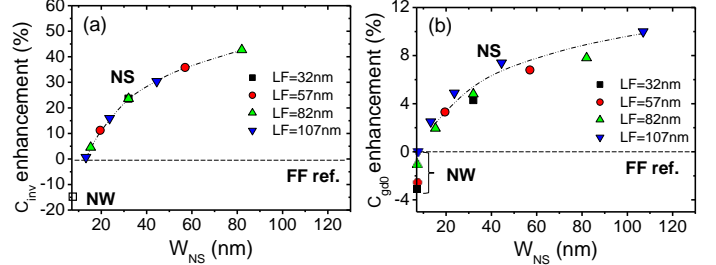 (a)
C_inv enhancement (%)
60
50
40
30
20
10
0
-10
-20
NS
LF=32nm
LF=57nm
LF=82nm
LF=107nm
FF ref.
NW
0 20 40 60 80 100 120
W_NS (nm)
(b)
C_gd0 enhancement (%)
12
8
4
0
-4
NS
LF=32nm
LF=57nm
LF=82nm
LF=107nm
NW
FF ref.
20 40 60 80 100 120
W_NS (nm)